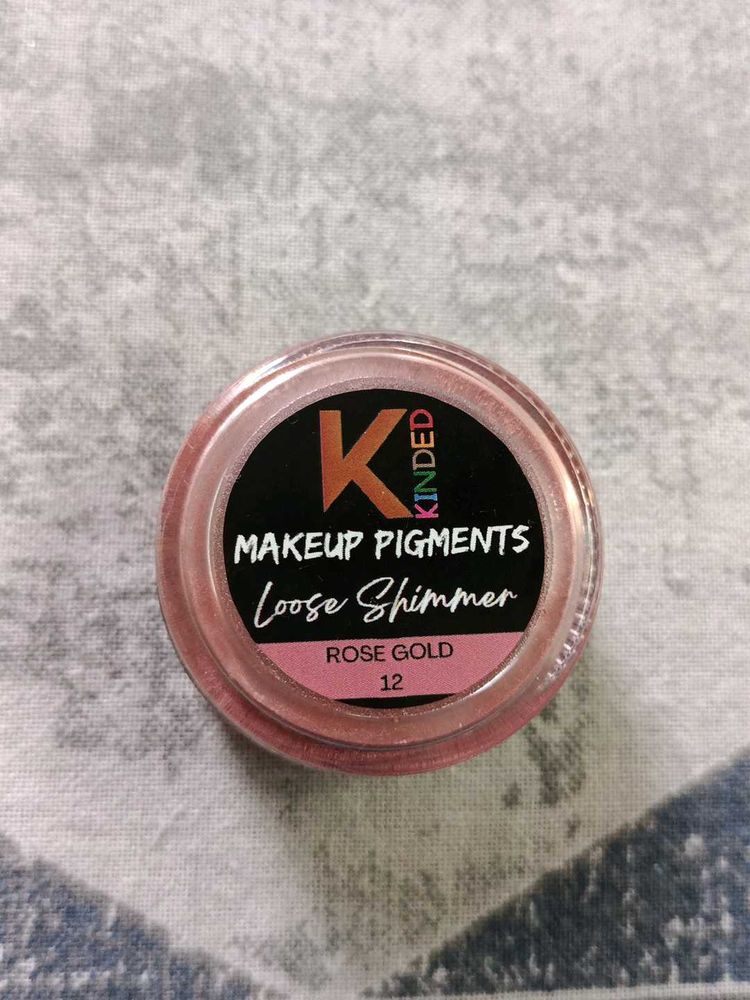 K KINDED
MAKEUP PIGMENTS
Loose Shimmer
ROSE GOLD
12